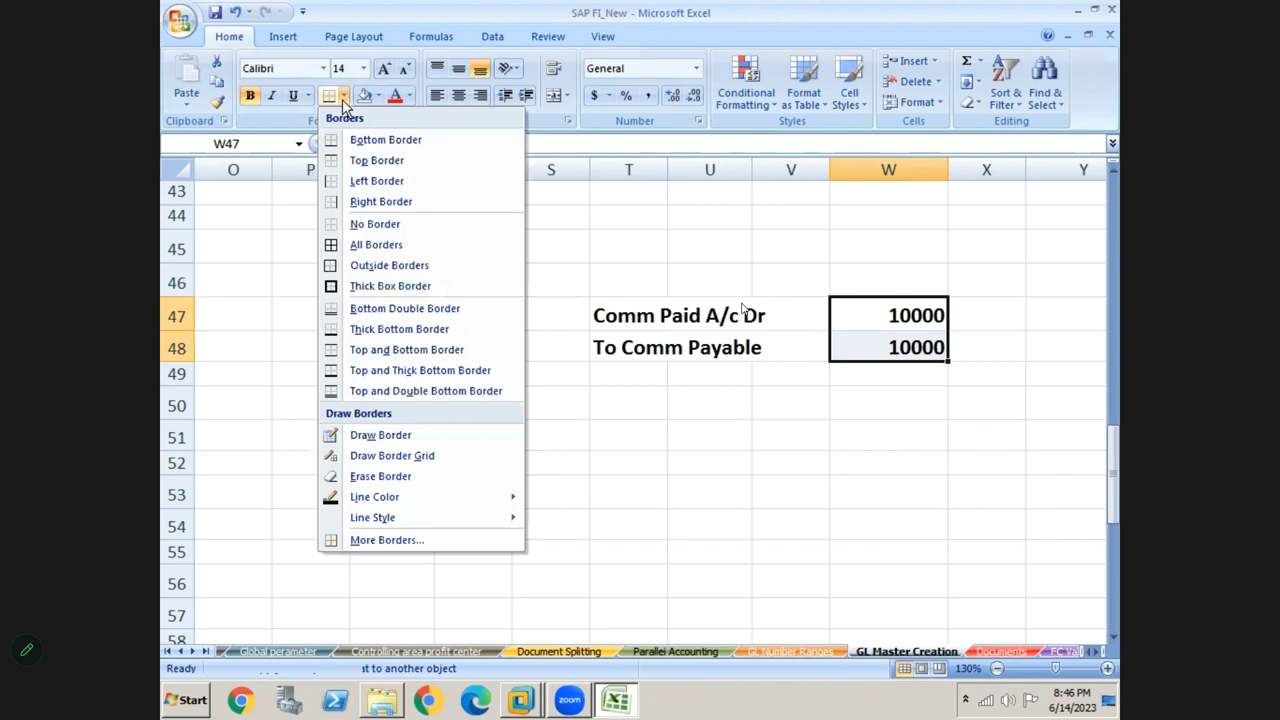 SAP FI_New - Microsoft Excel
Home Insert Page Layout Formulas Data Review View
Calibri 14 General
Paste
B I U $ % ,
Conditional Formatting Format as Table Cell Styles
Insert
Delete
Format
Sort & Filter Find & Select
Clipboard Number Styles Cells Editing
W47
O P S T U V W X Y
Borders
Bottom Border
Top Border
Left Border
Right Border
No Border
All Borders
Outside Borders
Thick Box Border
Bottom Double Border
Thick Bottom Border
Top and Bottom Border
Top and Thick Bottom Border
Top and Double Bottom Border
Draw Borders
Draw Border
Draw Border Grid
Erase Border
Line Color
Line Style
More Borders...
43
44
45
46
47 Comm Paid A/c Dr 10000
48 To Comm Payable 10000
49
50
51
52
53
54
55
56
57
58
Global perameter Controlling area profit center Document Splitting Parallei Accounting GL Number Ranges GL Master Creation Documents FC Va
Ready at to another object 130%
Start zoom 8:46 PM
6/14/2023